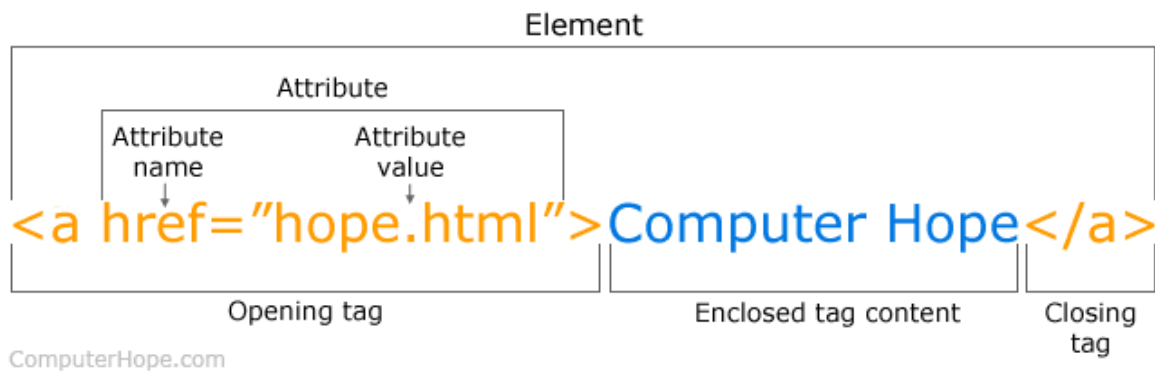 Element
Attribute
Attribute name
Attribute value
<a href=”hope.html”>Computer Hope</a>
Opening tag
Enclosed tag content
Closing tag
ComputerHope.com